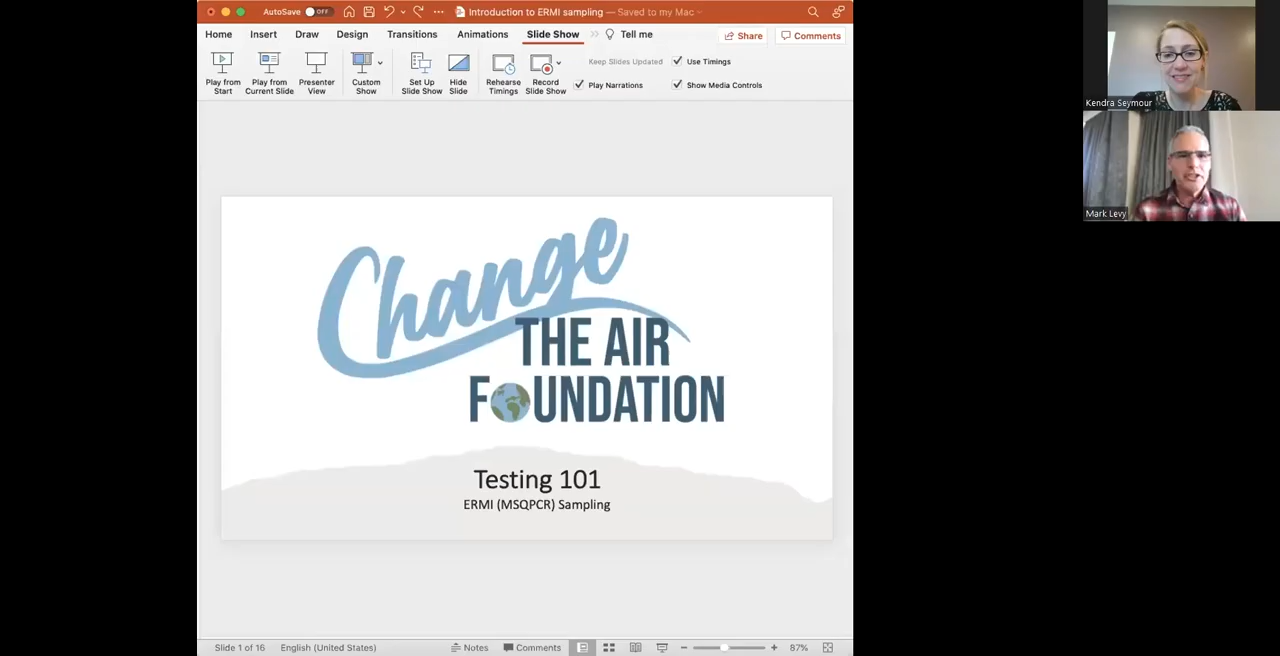 AutoSave OFF Introduction to ERMI sampling — Saved to my Mac
Home Insert Draw Design Transitions Animations Slide Show Tell me Share Comments
Play from Start
Play from Current Slide
Presenter View
Custom Show
Set Up Slide Show
Hide Slide
Rehearse Timings
Record Slide Show
Keep Slides Updated
Use Timings
Play Narrations
Show Media Controls
Kendra Seymour
Mark Levy
Change
THE AIR
FOUNDATION
Testing 101
ERMI (MSQPCR) Sampling
Slide 1 of 16 English (United States) Notes Comments 87%